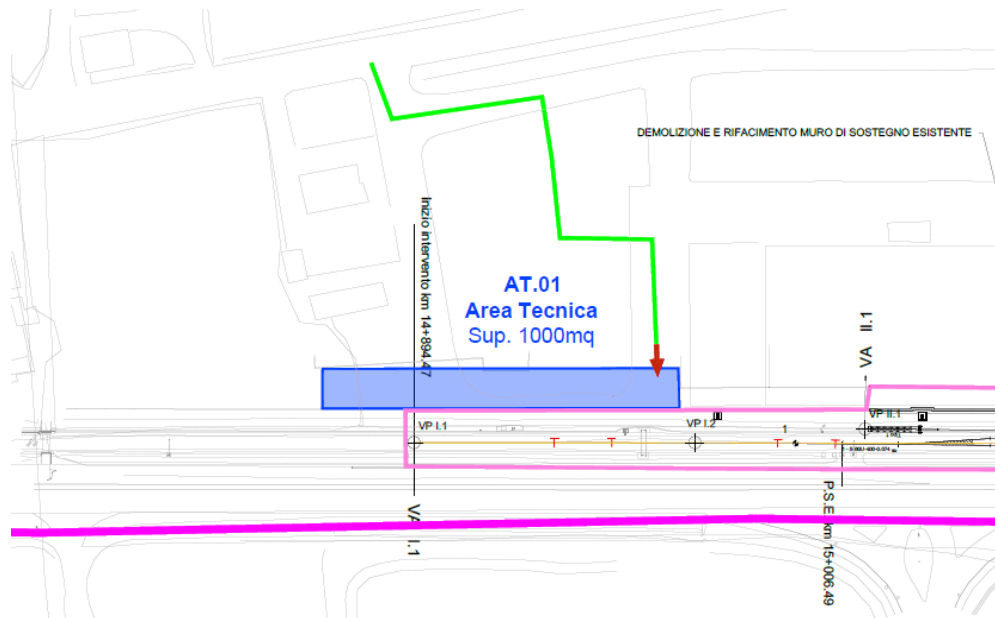 DEMOLIZIONE E RIFACIMENTO MURO DI SOSTEGNO ESISTENTE
Inizio intervento km 14+894.47
AT.01
Area Tecnica
Sup. 1000mq
VA II.1
VP I.1
VP I.2
1
VP II.1
VA I.1
P.S.E. km 15+006.49